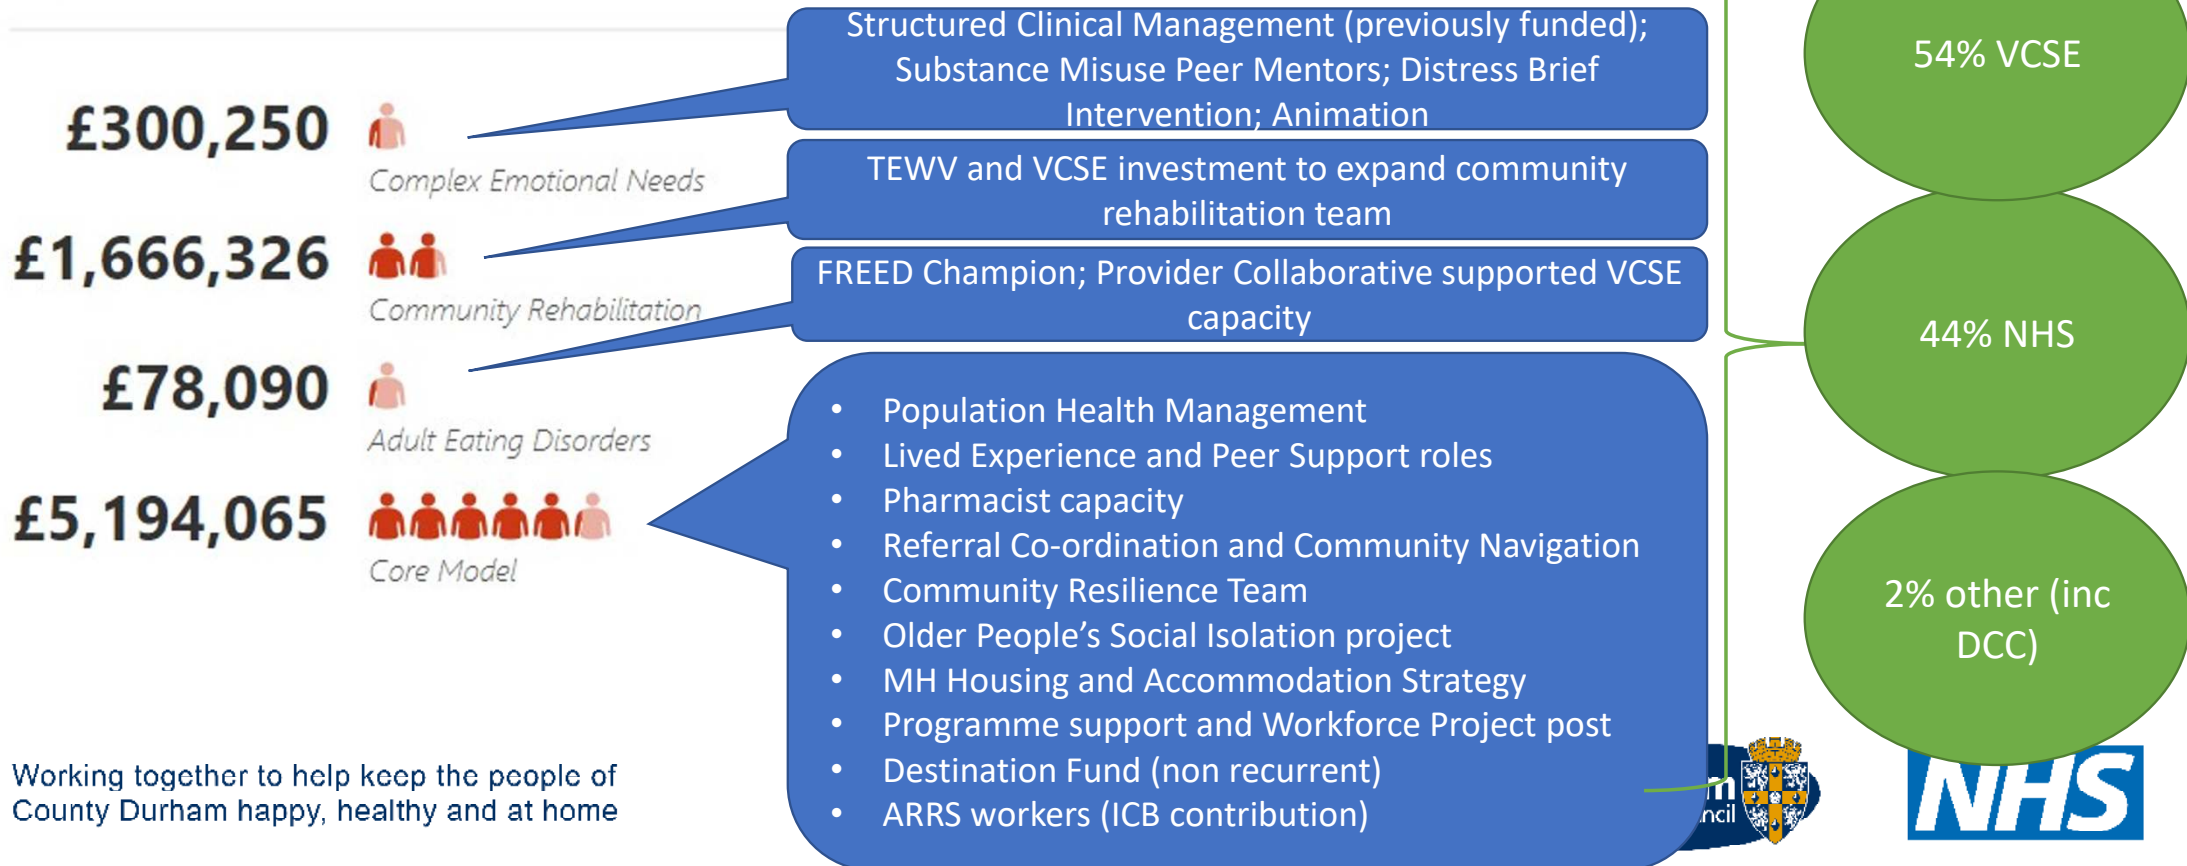 £300,250
Complex Emotional Needs
£1,666,326
Community Rehabilitation
£78,090
Adult Eating Disorders
£5,194,065
Core Model
Structured Clinical Management (previously funded);
Substance Misuse Peer Mentors; Distress Brief
Intervention; Animation
TEWV and VCSE investment to expand community
rehabilitation team
FREED Champion; Provider Collaborative supported VCSE
capacity
• Population Health Management
• Lived Experience and Peer Support roles
• Pharmacist capacity
• Referral Co-ordination and Community Navigation
• Community Resilience Team
• Older People’s Social Isolation project
• MH Housing and Accommodation Strategy
• Programme support and Workforce Project post
• Destination Fund (non recurrent)
• ARRS workers (ICB contribution)
54% VCSE
44% NHS
2% other (inc
DCC)
Working together to help keep the people of
County Durham happy, healthy and at home
NHS